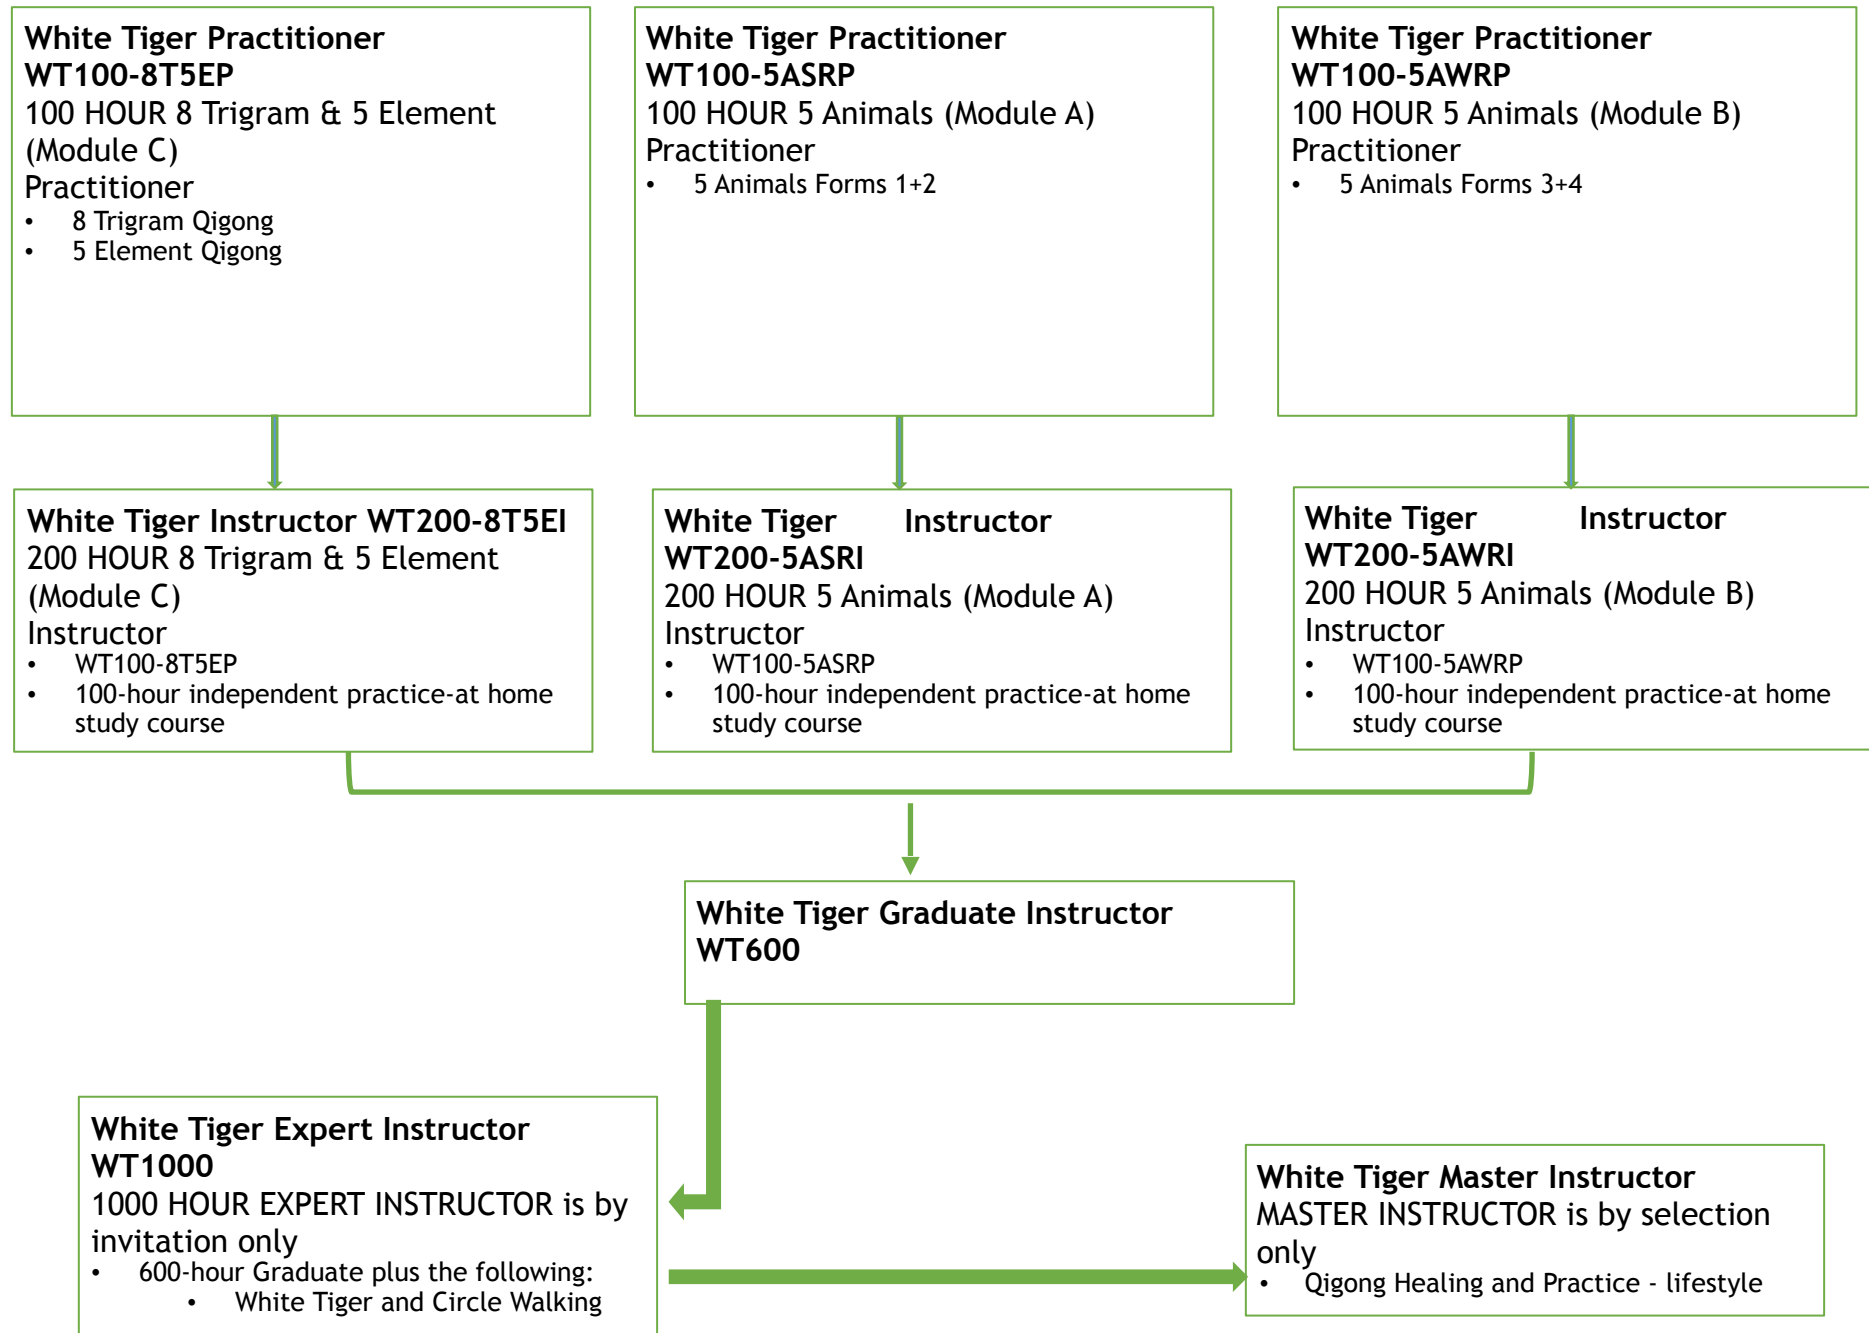 White Tiger Practitioner
WT100-8T5EP
100 HOUR 8 Trigram & 5 Element
(Module C)
Practitioner
• 8 Trigram Qigong
• 5 Element Qigong
White Tiger Practitioner
WT100-5ASRP
100 HOUR 5 Animals (Module A)
Practitioner
• 5 Animals Forms 1+2
White Tiger Practitioner
WT100-5AWRP
100 HOUR 5 Animals (Module B)
Practitioner
• 5 Animals Forms 3+4
White Tiger Instructor WT200-8T5EI
200 HOUR 8 Trigram & 5 Element
(Module C)
Instructor
• WT100-8T5EP
• 100-hour independent practice-at home
study course
White Tiger Instructor
WT200-5ASRI
200 HOUR 5 Animals (Module A)
Instructor
• WT100-5ASRP
• 100-hour independent practice-at home
study course
White Tiger Instructor
WT200-5AWRI
200 HOUR 5 Animals (Module B)
Instructor
• WT100-5AWRP
• 100-hour independent practice-at home
study course
White Tiger Graduate Instructor
WT600
White Tiger Expert Instructor
WT1000
1000 HOUR EXPERT INSTRUCTOR is by
invitation only
• 600-hour Graduate plus the following:
• White Tiger and Circle Walking
White Tiger Master Instructor
MASTER INSTRUCTOR is by selection
only
• Qigong Healing and Practice - lifestyle